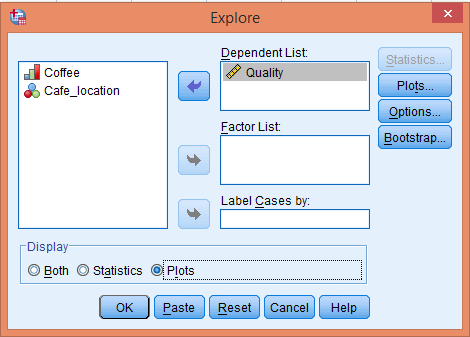 Explore
Dependent List:
Coffee
Cafe_location
Quality
Statistics...
Plots...
Options...
Bootstrap...
Factor List:
Label Cases by:
Display
Both
Statistics
Plots
OK
Paste
Reset
Cancel
Help